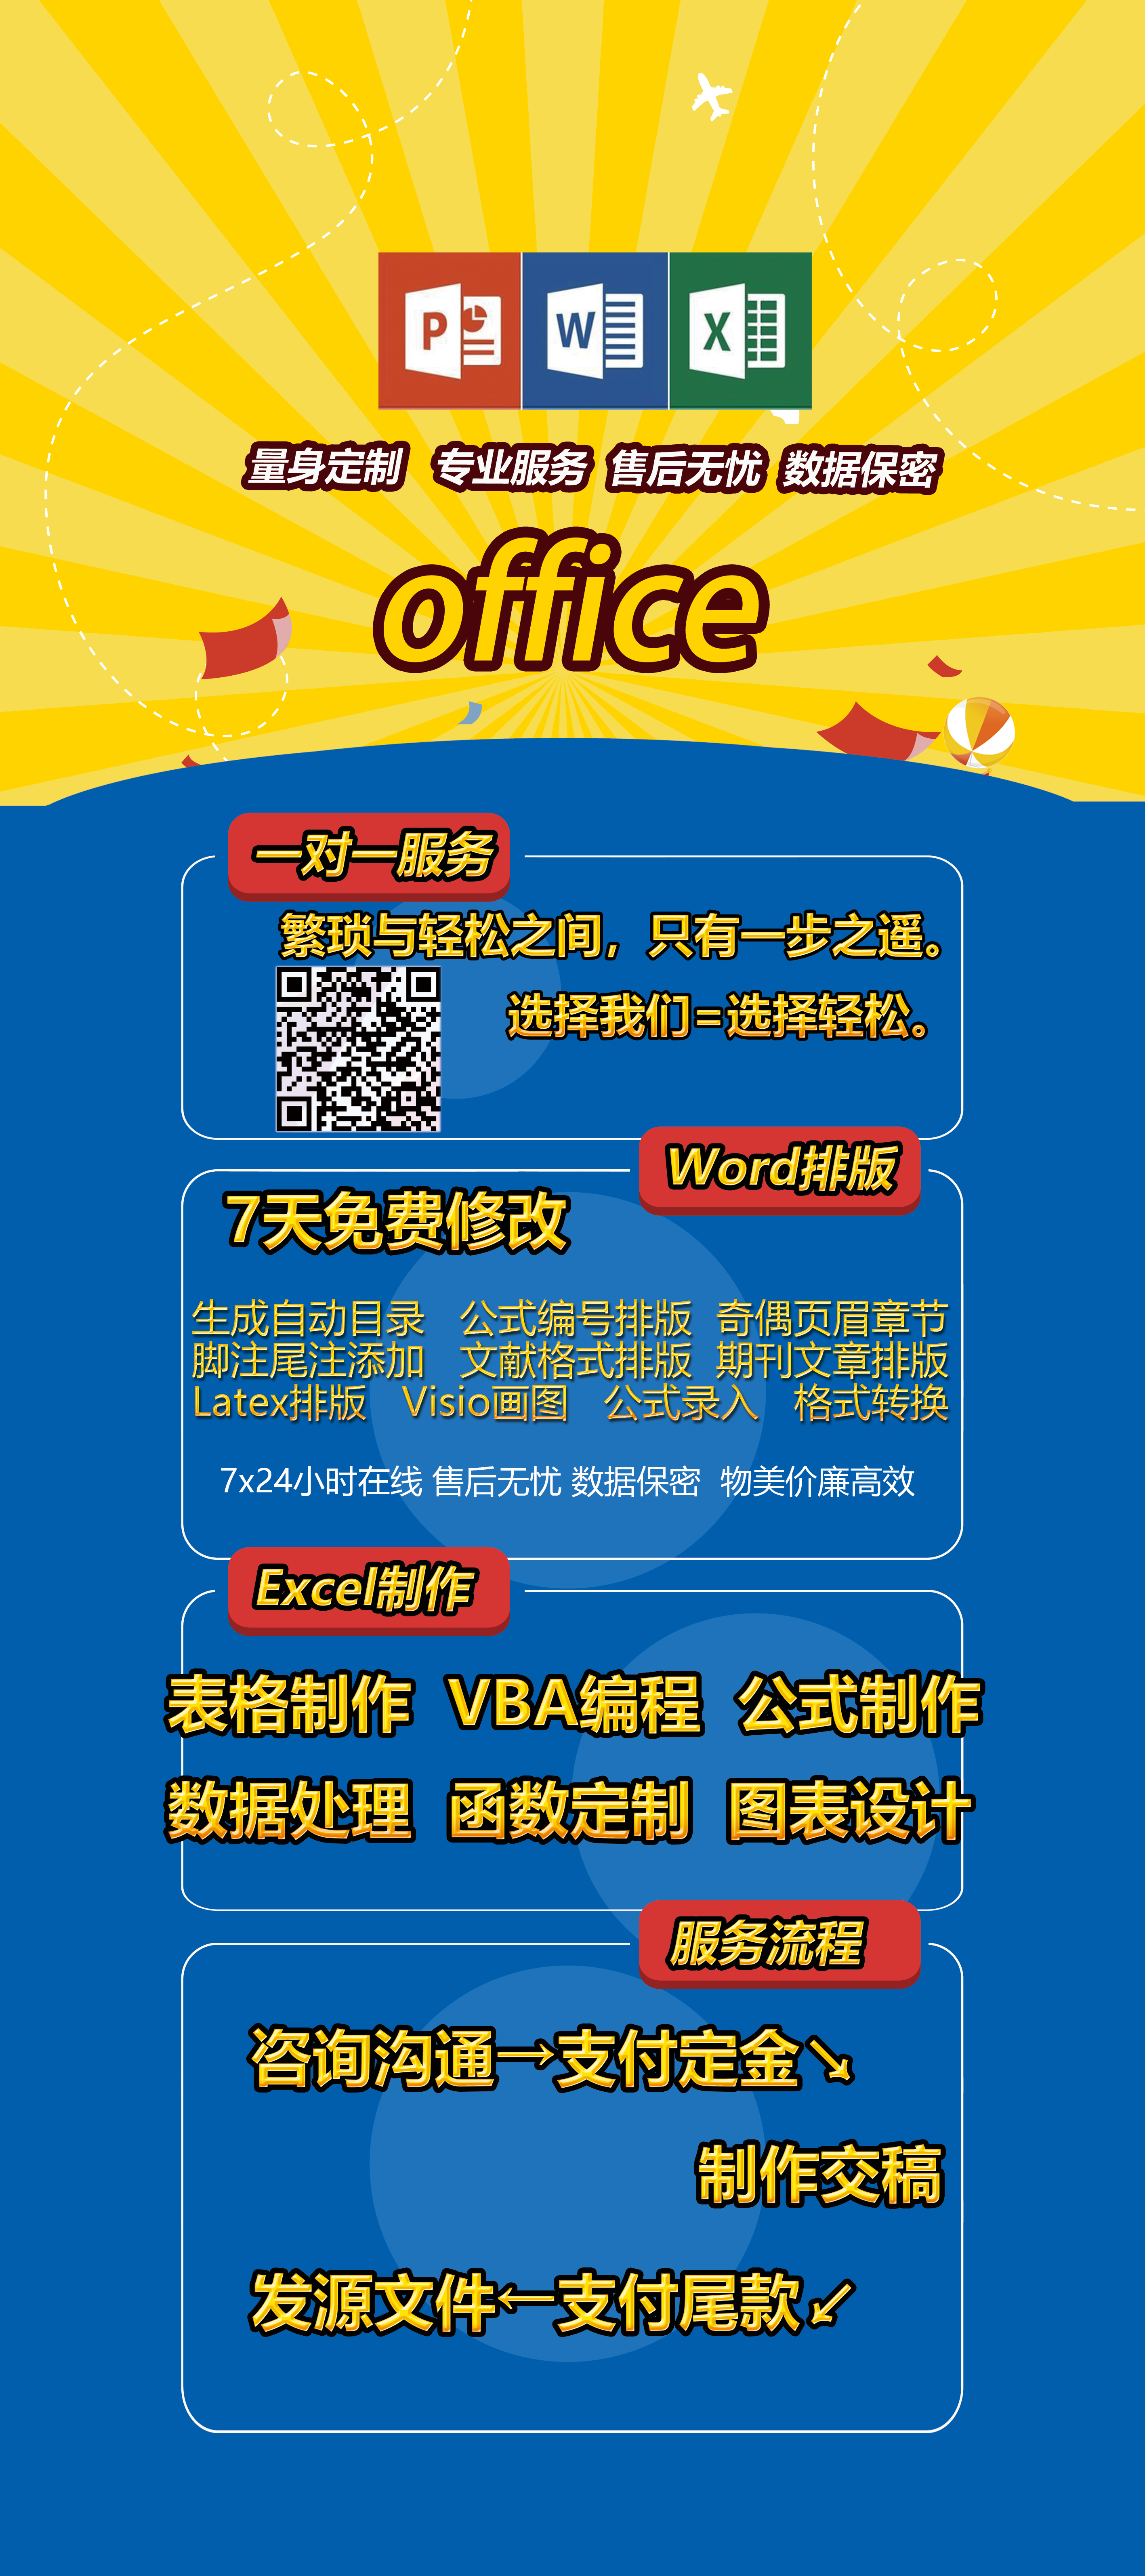 P W X
量身定制 专业服务 售后无忧 数据保密
office
一对一服务
繁琐与轻松之间，只有一步之遥。
选择我们=选择轻松。
Word排版
7天免费修改
生成自动目录 公式编号排版 奇偶页眉章节
脚注尾注添加 文献格式排版 期刊文章排版
Latex排版 Visio画图 公式录入 格式转换
7x24小时在线 售后无忧 数据保密 物美价廉高效
Excel制作
表格制作 VBA编程 公式制作
数据处理 函数定制 图表设计
服务流程
咨询沟通→支付定金↘
制作交稿
发源文件←支付尾款↙